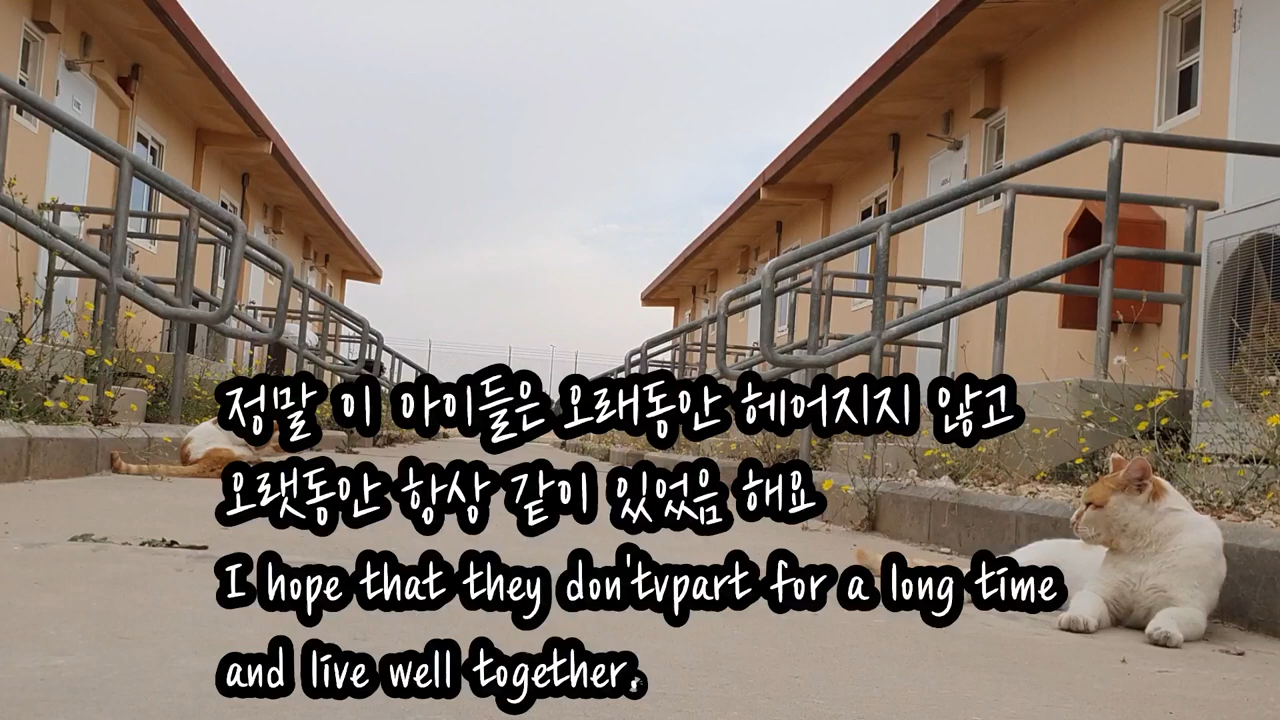 정말 이 아이들은 오래동안 헤어지지 않고
오랫동안 항상 같이 있었음 해요
I hope that they don'tvpart for a long time
and live well together.